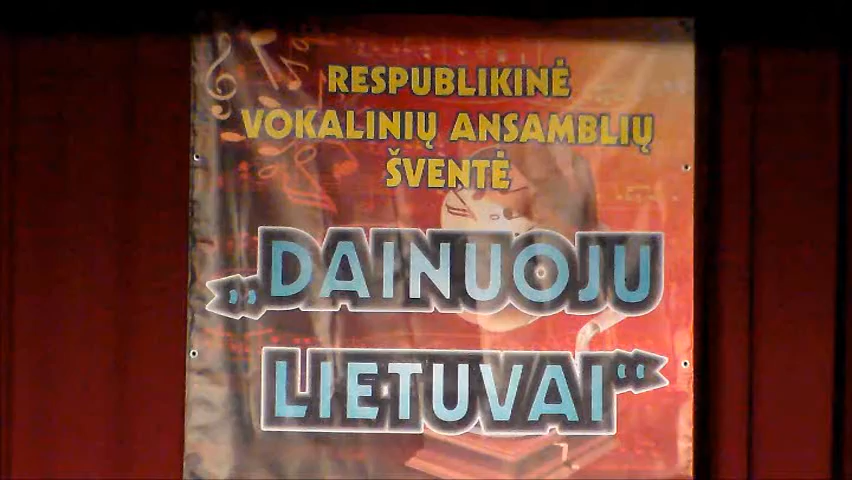 RESPUBLIKINĖ
VOKALINIŲ ANSAMBLIŲ
ŠVENTĖ
„DAINUOJU
LIETUVAI“